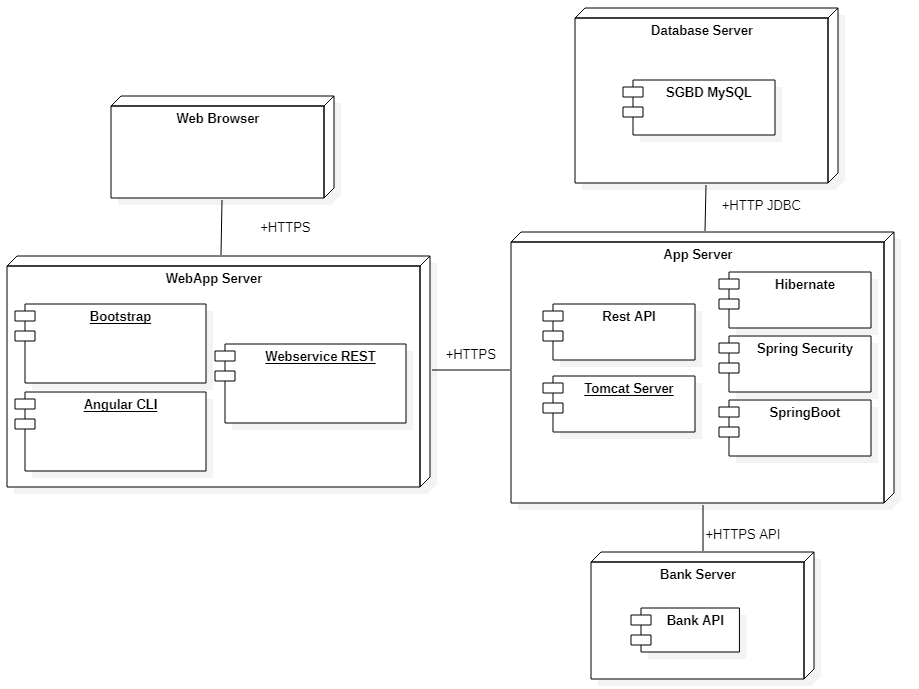 Database Server
SGBD MySQL
Web Browser
+HTTPS
+HTTP JDBC
WebApp Server
Bootstrap
Webservice REST
Angular CLI
+HTTPS
App Server
Hibernate
Rest API
Spring Security
Tomcat Server
SpringBoot
+HTTPS API
Bank Server
Bank API